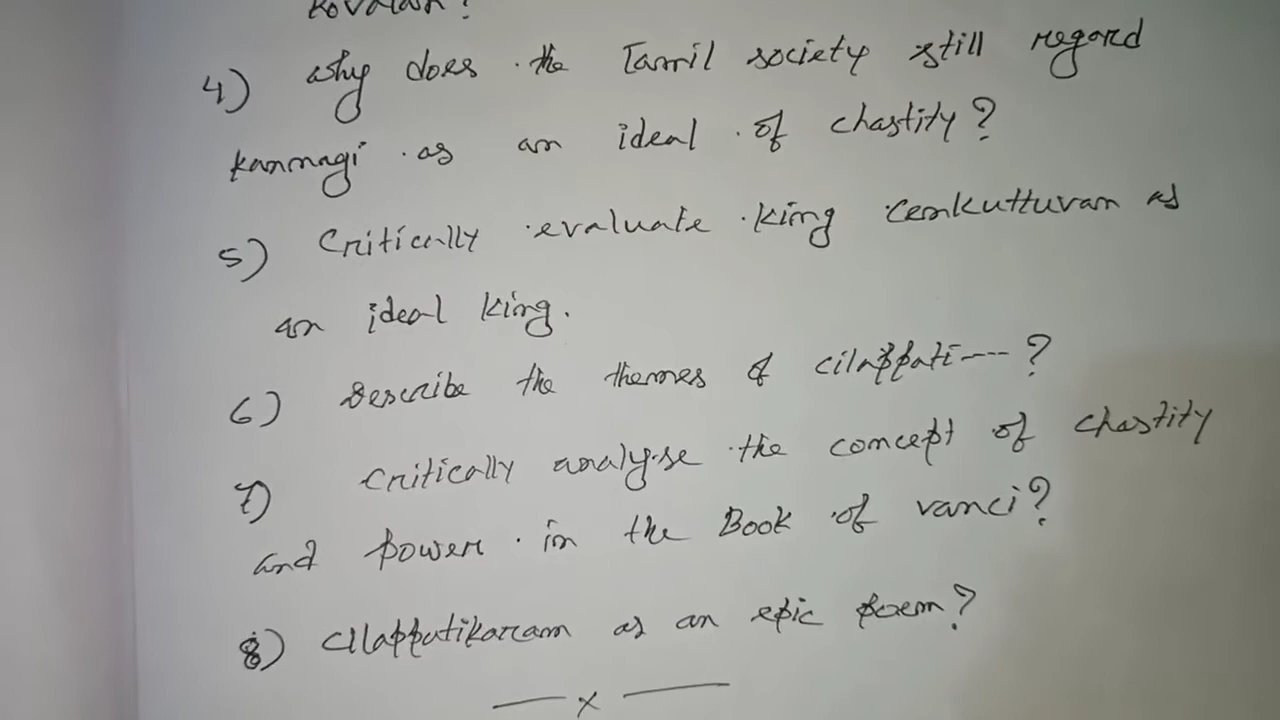 Kovalan?
4) Why does the Tamil society still regard
Kannagi as an ideal of chastity?
5) Critically evaluate King Cenkuttuvan as
an ideal king.
6) Describe the themes of Cilappati---?
7) Critically analyse the concept of chastity
and power in the Book of vanci?
8) Cilappatikaram as an epic poem?
—x—